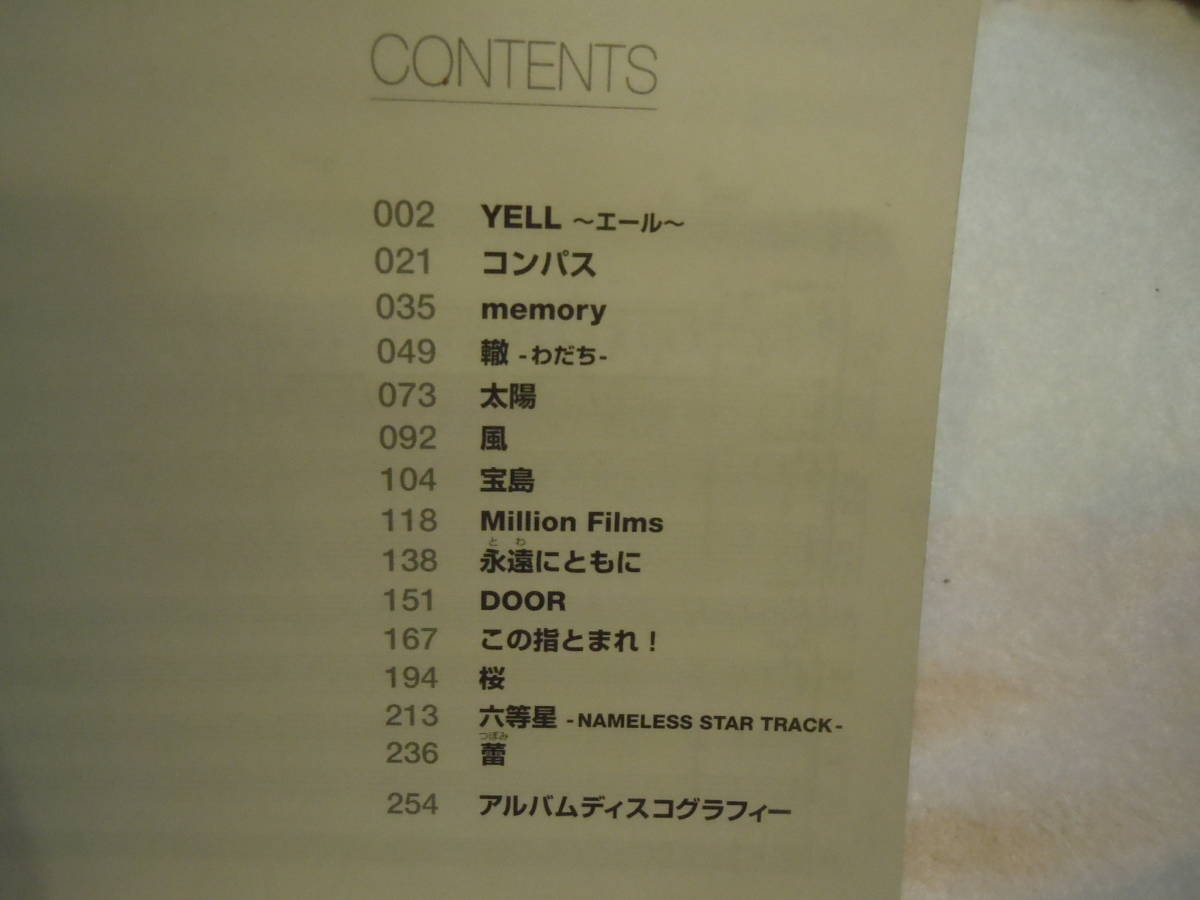 CONTENTS
002 YELL ～エール～
021 コンパス
035 memory
049 轍 -わだち-
073 太陽
092 風
104 宝島
118 Million Films
とわ
138 永遠にともに
151 DOOR
167 この指とまれ！
194 桜
213 六等星 -NAMELESS STAR TRACK-
つぼみ
236 蕾
254 アルバムディスコグラフィー